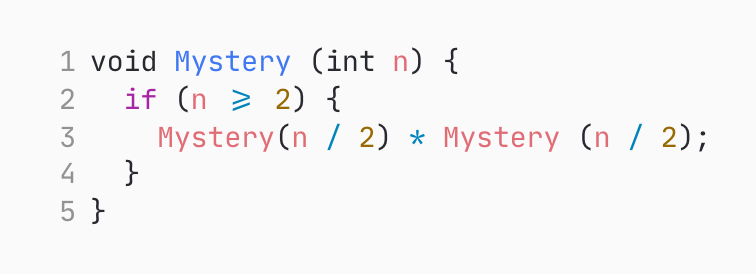 1 void Mystery (int n) {
2   if (n ⩾ 2) {
3     Mystery(n / 2) * Mystery (n / 2);
4   }
5 }